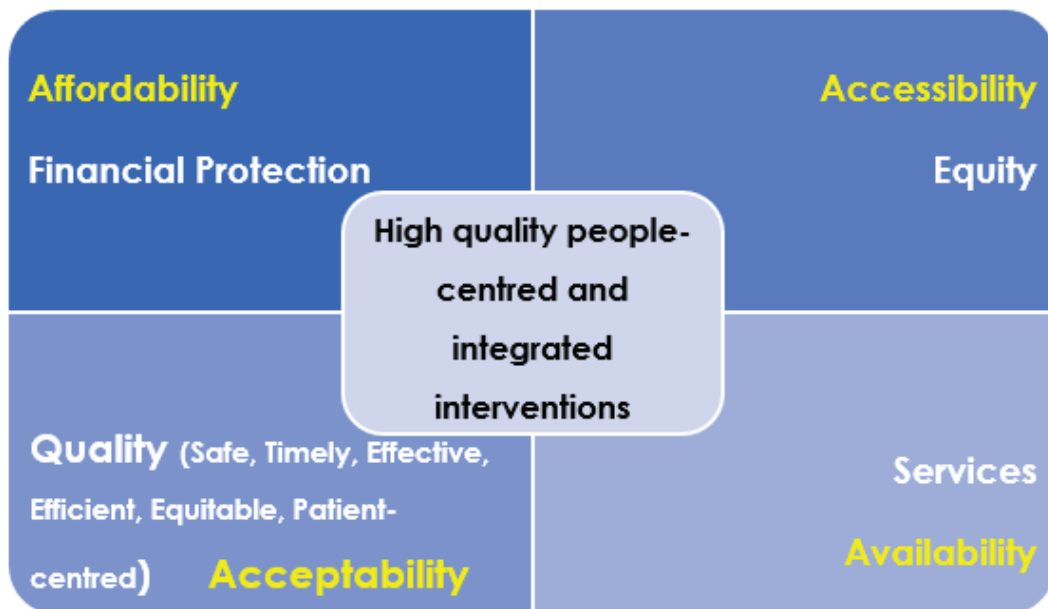 Affordability
Financial Protection
Accessibility
Equity
High quality people-
centred and
integrated
interventions
Quality (Safe, Timely, Effective,
Efficient, Equitable, Patient-
centred) Acceptability
Services
Availability